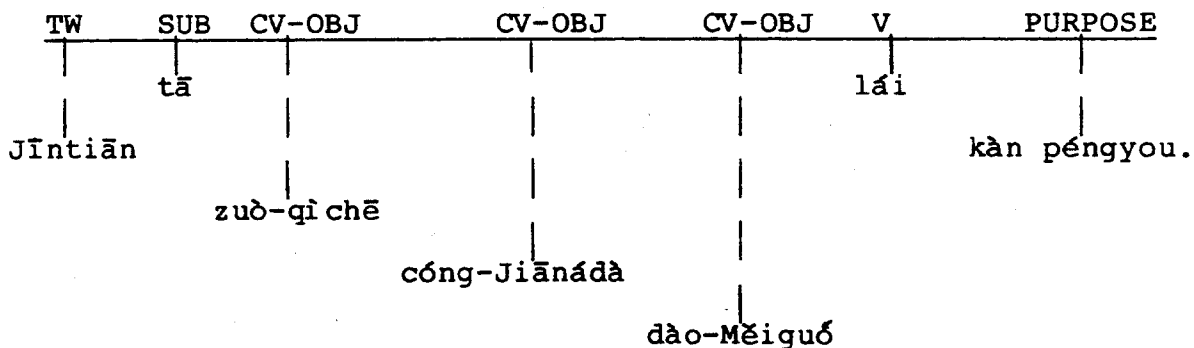 TW SUB CV-OBJ CV-OBJ CV-OBJ V PURPOSE
tā lái
Jīntiān kàn péngyou.
zuò-qìchē
cóng-Jiānádà
dào-Měiguó